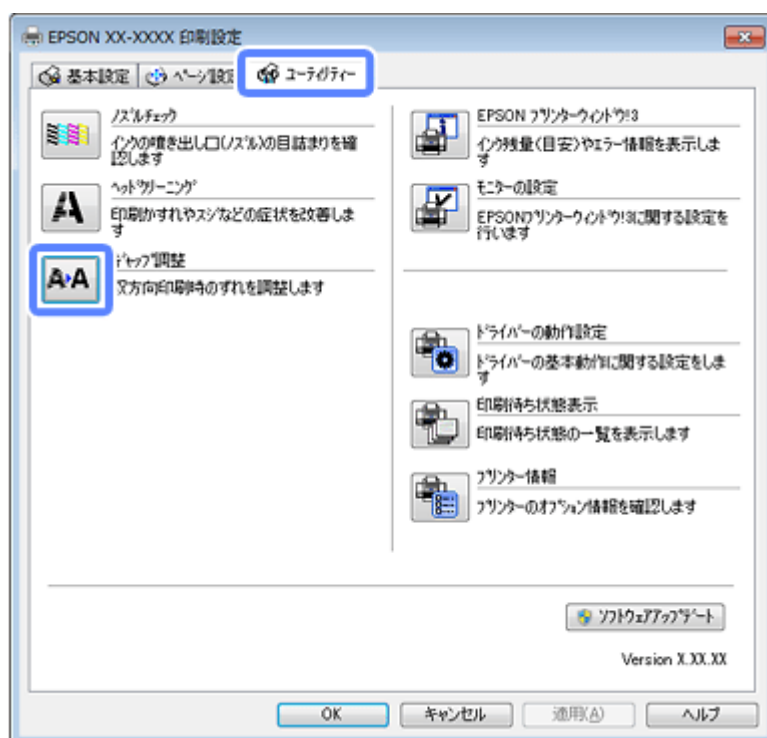 EPSON XX-XXXX 印刷設定
基本設定
ページ設定
ユーティリティー
ノズルチェック
インクの噴き出し口(ノズル)の目詰まりを確
認します
ヘッドクリーニング
印刷かすれやスジなどの症状を改善しま
す
ギャップ調整
双方向印刷時のずれを調整します
EPSON プリンターウィンドウ!3
インク残量(目安)やエラー情報を表示しま
す
モニターの設定
EPSONプリンターウィンドウ!3に関する設定を
行います
ドライバーの動作設定
ドライバーの基本動作に関する設定をしま
す
印刷待ち状態表示
印刷待ち状態の一覧を表示します
プリンター情報
プリンターのオプション情報を確認します
ソフトウェアアップデート
Version X.XX.XX
OK
キャンセル
適用(A)
ヘルプ